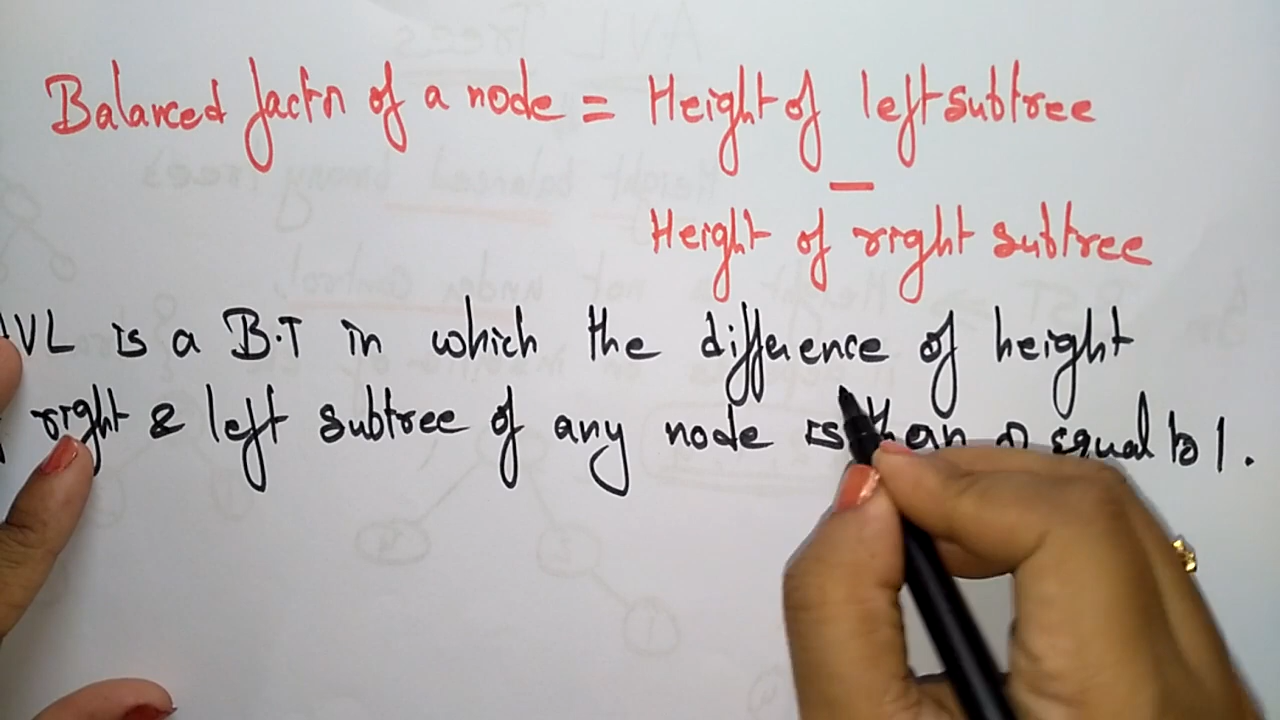 Balanced factor of a node = Height of left subtree
−
Height of right subtree
AVL is a B.T in which the difference of height
right & left subtree of any node is than or equal to 1.